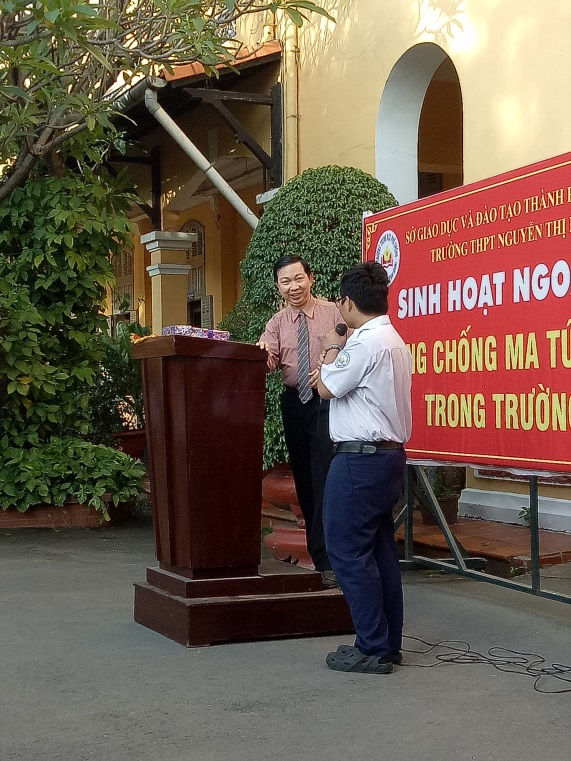 SỞ GIÁO DỤC VÀ ĐÀO TẠO THÀNH
TRƯỜNG THPT NGUYỄN THỊ
SINH HOẠT NGO
NG CHỐNG MA TÚ
TRONG TRƯỜN